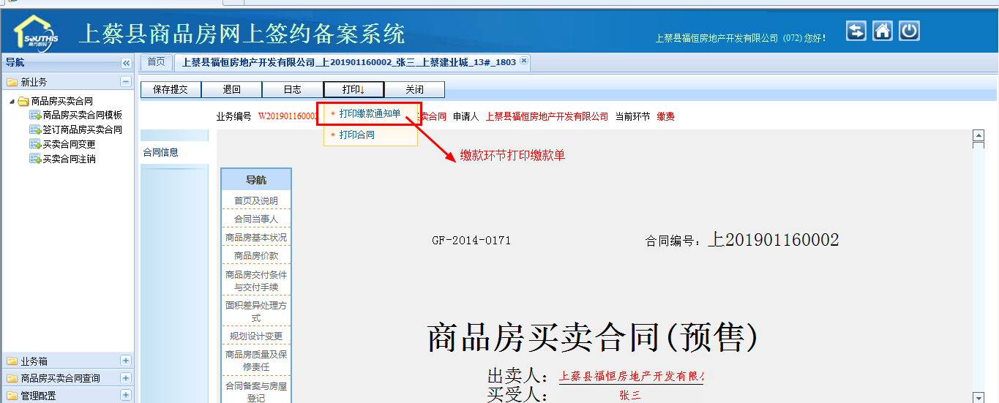 SOUTHIS
南方数码
上蔡县商品房网上签约备案系统
上蔡县福恒房地产开发有限公司 (072) 您好!
导航
首页
上蔡县福恒房地产开发有限公司_上201901160002_张三_上蔡建业城_13#_1803
新业务
商品房买卖合同
商品房买卖合同模板
签订商品房买卖合同
买卖合同变更
买卖合同注销
业务箱
商品房买卖合同查询
管理配置
保存提交 退回 日志 打印↓ 关闭
业务编号 W20190116000 卖合同 申请人 上蔡县福恒房地产开发有限公司 当前环节 缴费
打印缴款通知单
打印合同
缴款环节打印缴款单
合同信息
导航
首页及说明
合同当事人
商品房基本状况
商品房价款
商品房交付条件
与交付手续
面积差异处理方
式
规划设计变更
商品房质量及保
修责任
合同备案与房屋
登记
GF-2014-0171
合同编号: 上201901160002
商品房买卖合同(预售)
出卖人: 上蔡县福恒房地产开发有限
买受人: 张三